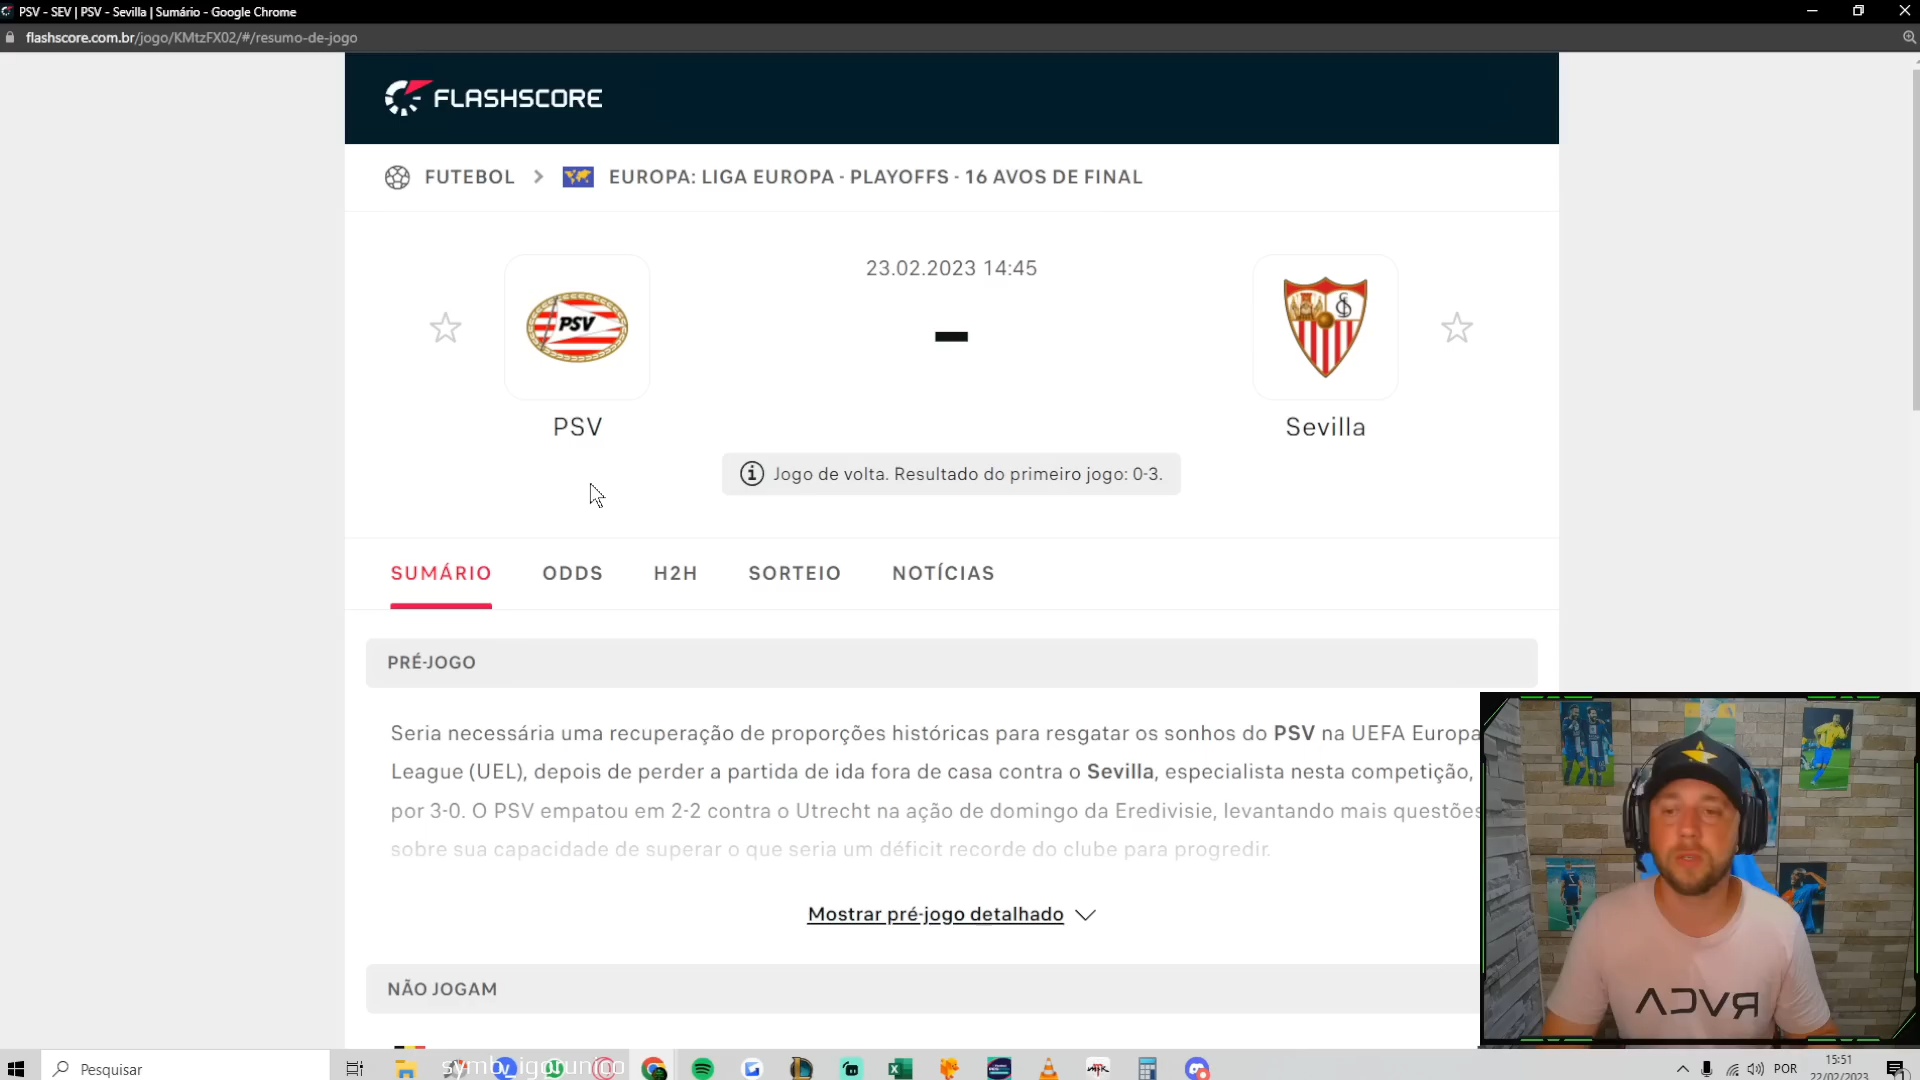 PSV - SEV | PSV - Sevilla | Sumário - Google Chrome
flashscore.com.br/jogo/KMtzFX02/#/resumo-de-jogo
FLASHSCORE
FUTEBOL > EUROPA: LIGA EUROPA - PLAYOFFS - 16 AVOS DE FINAL
23.02.2023 14:45
PSV
-
PSV
Sevilla
Jogo de volta. Resultado do primeiro jogo: 0-3.
SUMÁRIO ODDS H2H SORTEIO NOTÍCIAS
PRÉ-JOGO
Seria necessária uma recuperação de proporções históricas para resgatar os sonhos do PSV na UEFA Europa
League (UEL), depois de perder a partida de ida fora de casa contra o Sevilla, especialista nesta competição,
por 3-0. O PSV empatou em 2-2 contra o Utrecht na ação de domingo da Eredivisie, levantando mais questões
sobre sua capacidade de superar o que seria um déficit recorde do clube para progredir.
Mostrar pré-jogo detalhado
NÃO JOGAM
Pesquisar
POR
15:51
22/02/2023